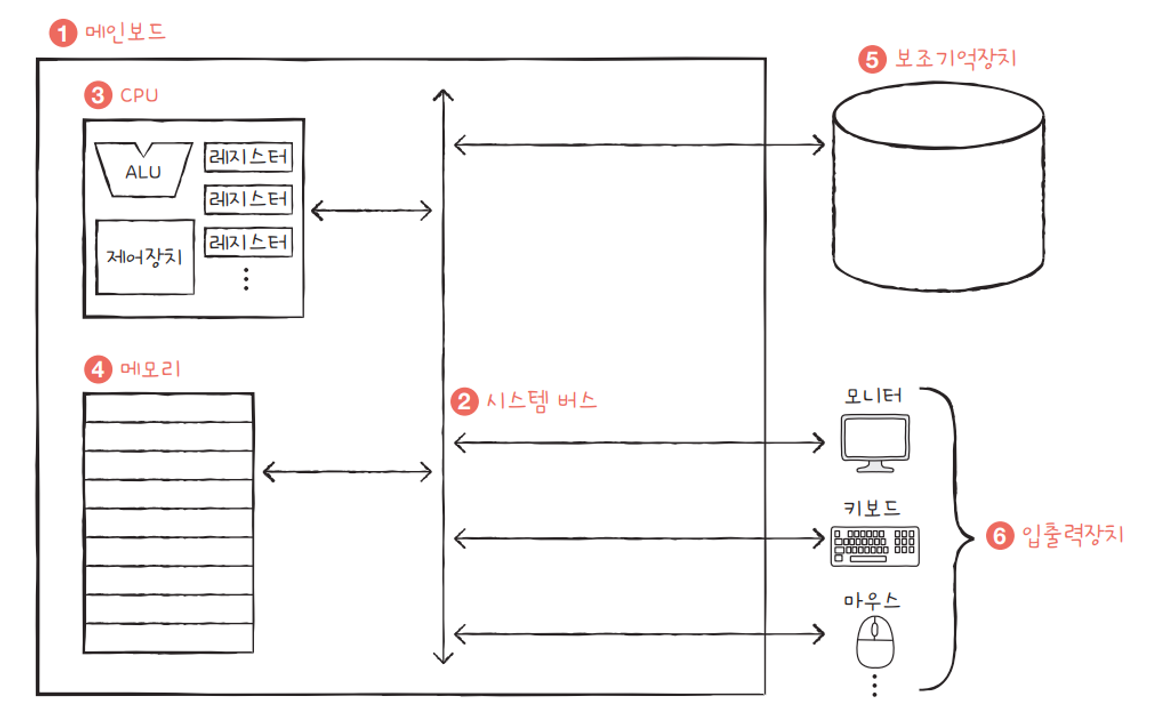 1 메인보드
5 보조기억장치
3 CPU
ALU
레지스터
레지스터
레지스터
제어장치
4 메모리
2 시스템 버스
모니터
키보드
6 입출력장치
마우스